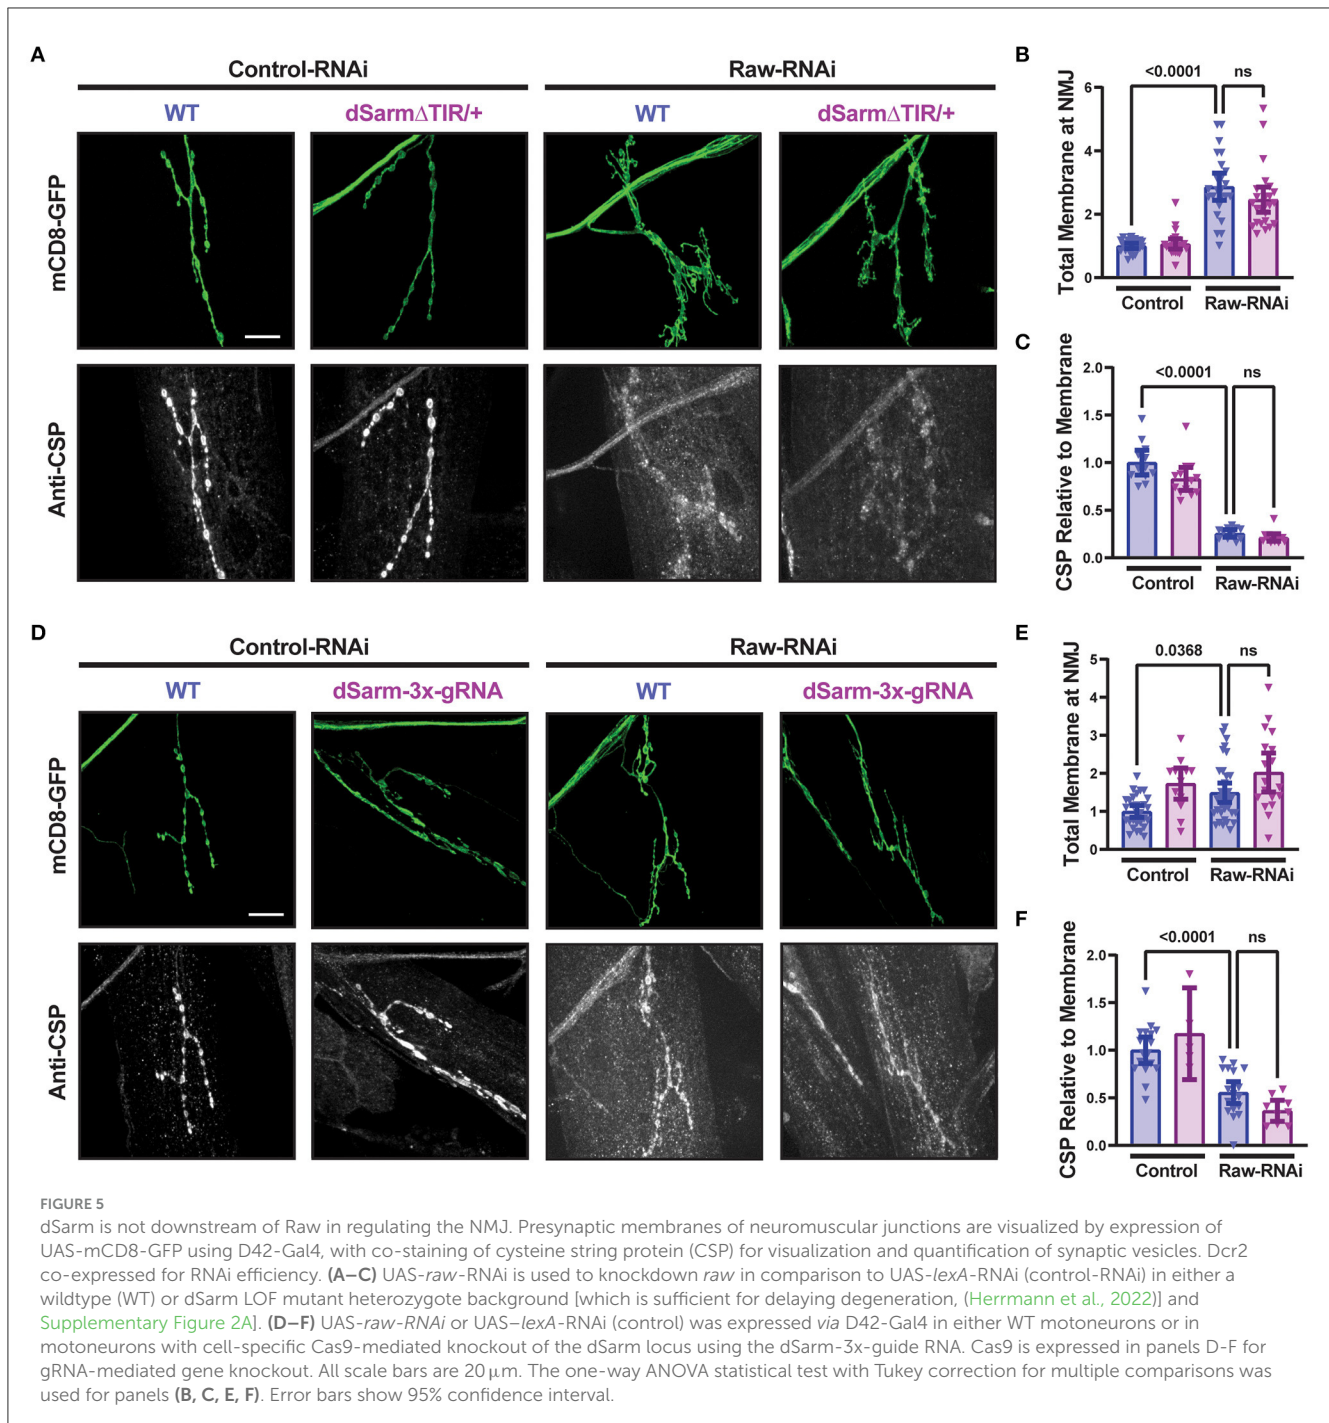 A
Control-RNAi
Raw-RNAi
WT
dSarmΔTIR/+
WT
dSarmΔTIR/+
mCD8-GFP
Anti-CSP
B
<0.0001
ns
6
4
2
0
Total Membrane at NMJ
Control
Raw-RNAi
C
<0.0001
ns
2.0
1.5
1.0
0.5
0.0
CSP Relative to Membrane
Control
Raw-RNAi
D
Control-RNAi
Raw-RNAi
WT
dSarm-3x-gRNA
WT
dSarm-3x-gRNA
mCD8-GFP
Anti-CSP
E
0.0368
ns
5
4
3
2
1
0
Total Membrane at NMJ
Control
Raw-RNAi
F
<0.0001
ns
2.0
1.5
1.0
0.5
0.0
CSP Relative to Membrane
Control
Raw-RNAi
FIGURE 5
dSarm is not downstream of Raw in regulating the NMJ. Presynaptic membranes of neuromuscular junctions are visualized by expression of
UAS-mCD8-GFP using D42-Gal4, with co-staining of cysteine string protein (CSP) for visualization and quantification of synaptic vesicles. Dcr2
co-expressed for RNAi efficiency. (A–C) UAS-raw-RNAi is used to knockdown raw in comparison to UAS-lexA-RNAi (control-RNAi) in either a
wildtype (WT) or dSarm LOF mutant heterozygote background [which is sufficient for delaying degeneration, (Herrmann et al., 2022)] and
Supplementary Figure 2A]. (D–F) UAS-raw-RNAi or UAS–lexA-RNAi (control) was expressed via D42-Gal4 in either WT motoneurons or in
motoneurons with cell-specific Cas9-mediated knockout of the dSarm locus using the dSarm-3x-guide RNA. Cas9 is expressed in panels D-F for
gRNA-mediated gene knockout. All scale bars are 20 μm. The one-way ANOVA statistical test with Tukey correction for multiple comparisons was
used for panels (B, C, E, F). Error bars show 95% confidence interval.